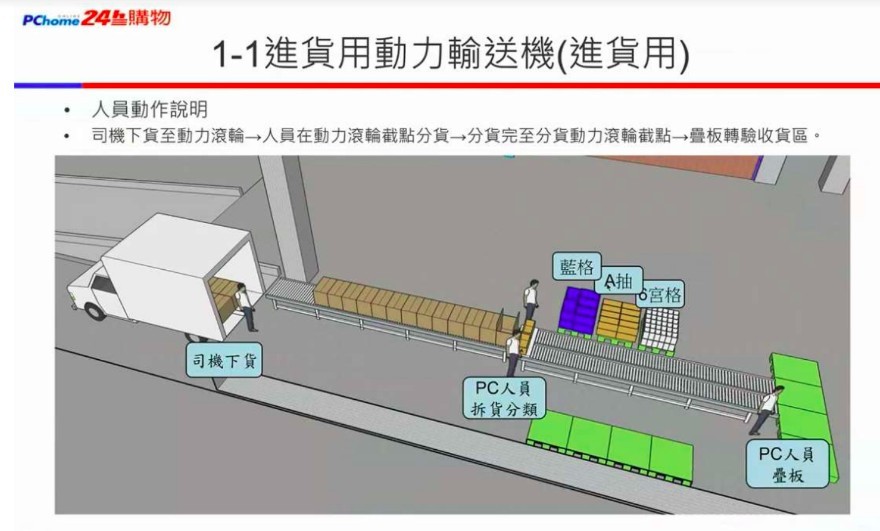 PChome ONLINE 24h購物
1-1進貨用動力輸送機(進貨用)
• 人員動作說明
• 司機下貨至動力滾輪→人員在動力滾輪截點分貨→分貨完至分貨動力滾輪截點→疊板轉驗收貨區。
藍格
A抽
6宮格
司機下貨
PC人員
拆貨分類
PC人員
疊板